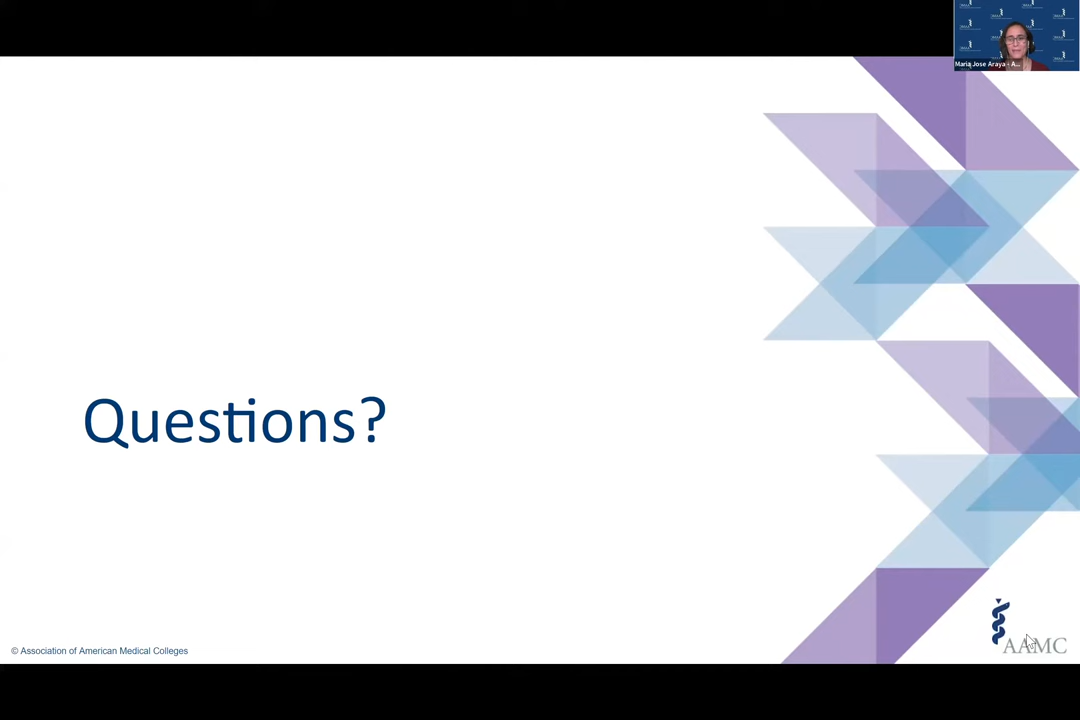 Maria Jose Araya - A...
Questions?
© Association of American Medical Colleges
AAMC